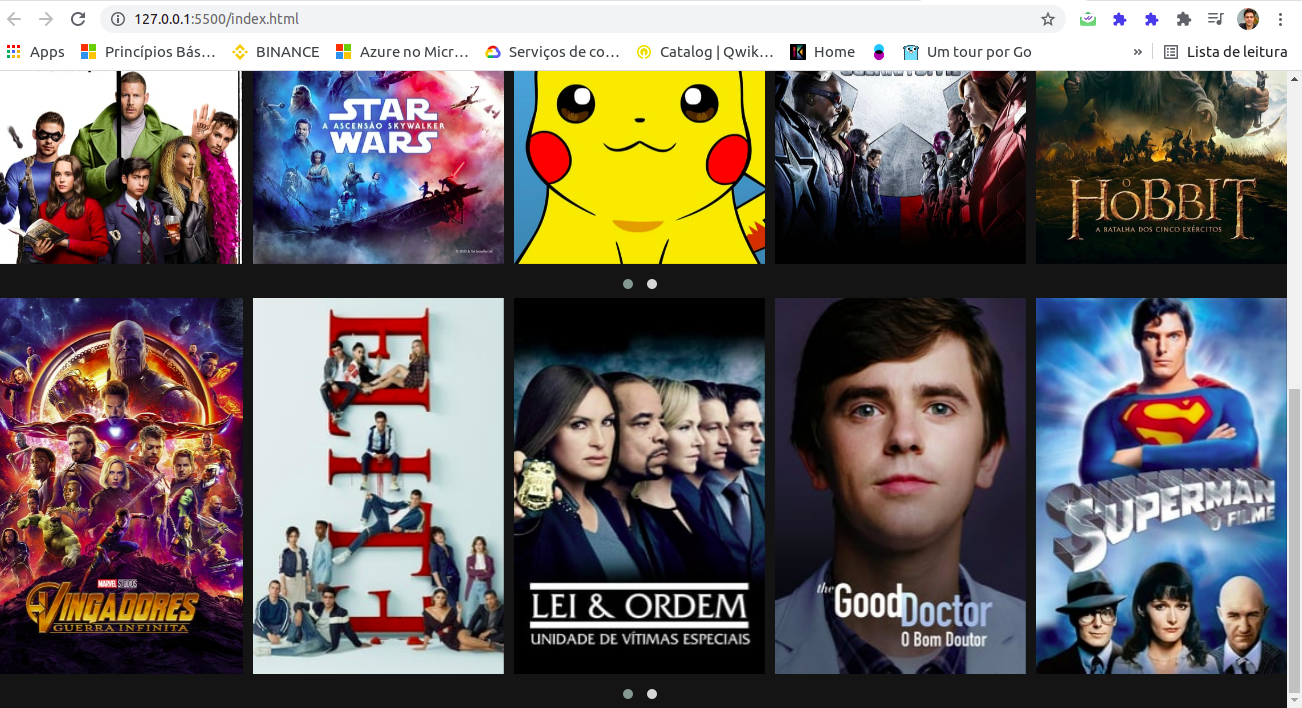 127.0.0.1:5500/index.html
Apps
Princípios Bás…
BINANCE
Azure no Micr…
Serviços de co…
Catalog | Qwik…
Home
Um tour por Go
»
Lista de leitura
STAR
A ASCENSÃO SKYWALKER
WARS
O
HOBBIT
A BATALHA DOS CINCO EXÉRCITOS
ELITE
MARVEL STUDIOS
VINGADORES
GUERRA INFINITA
LEI & ORDEM
UNIDADE DE VÍTIMAS ESPECIAIS
the GOOD DOCTOR
O Bom Doutor
SUPERMAN
O FILME